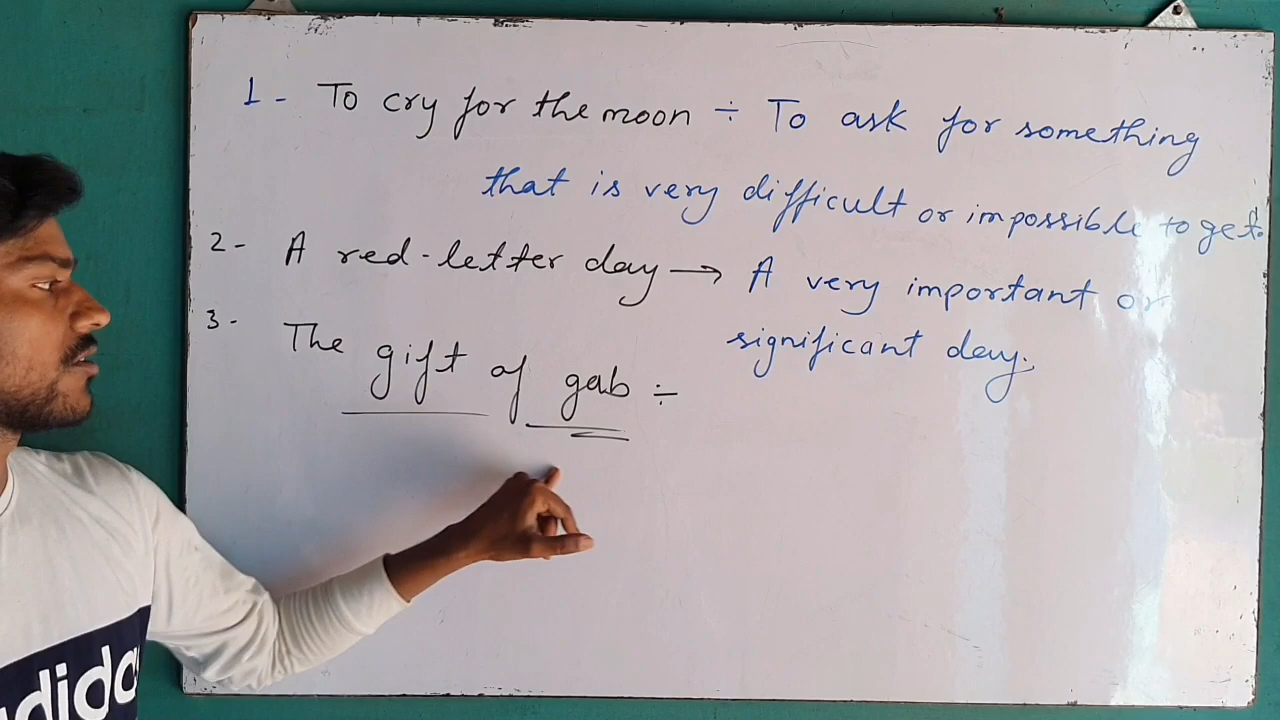 1- To cry for the moon ÷ To ask for something
that is very difficult or impossible to get.
2- A red-letter day → A very important or
significant day.
3- The gift of gab ÷
adidas